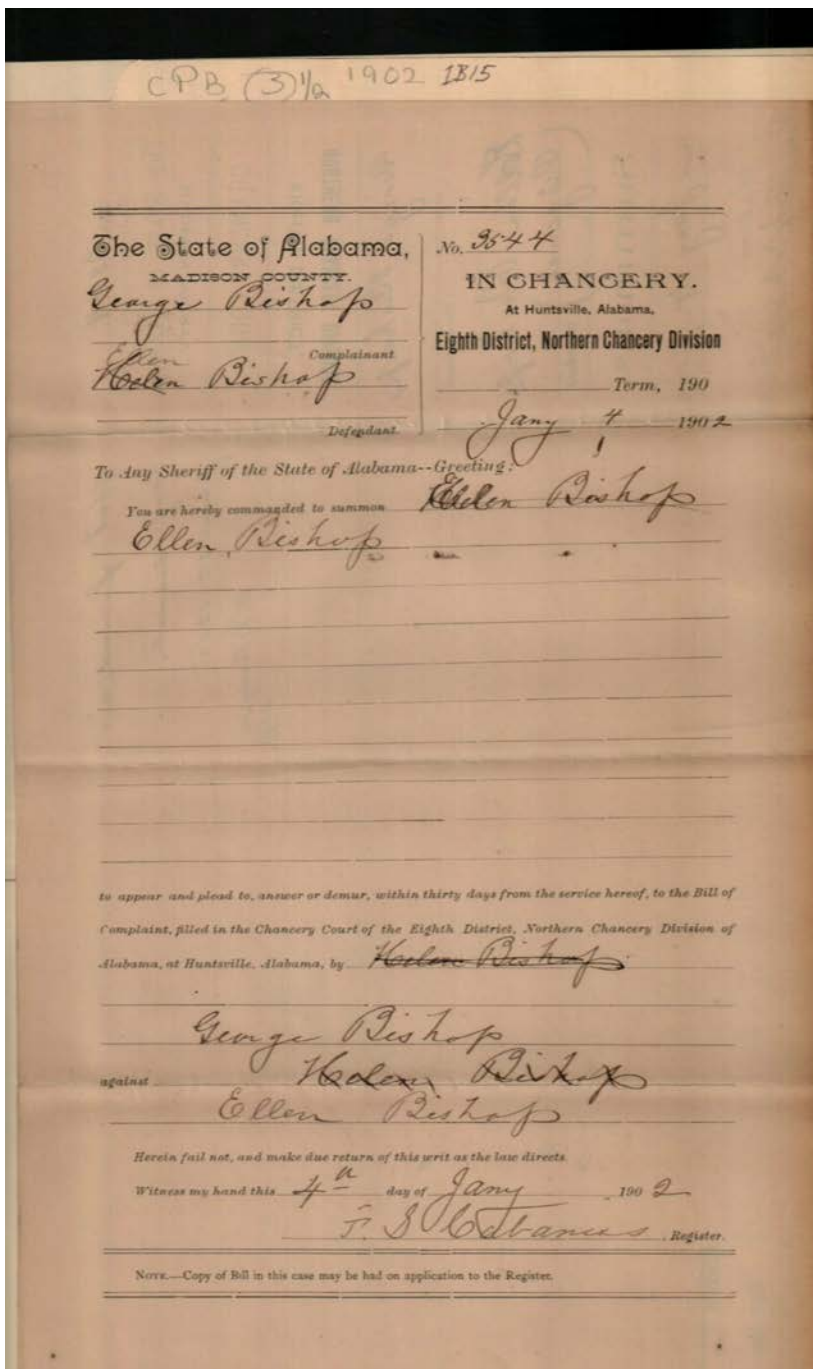 CPB (3) 1/2 1902 1815
The State of Alabama,
MADISON COUNTY.
George Bishop
Complainant
Ellen
Helen Bishop
Defendant
No. 3544
IN CHANCERY.
At Huntsville, Alabama,
Eighth District, Northern Chancery Division
Term, 190
Jany 4 1902
To Any Sheriff of the State of Alabama--Greeting:
You are hereby commanded to summon Helen Bishop
Ellen Bishop
to appear and plead to, answer or demur, within thirty days from the service hereof, to the Bill of
Complaint, filled in the Chancery Court of the Eighth District, Northern Chancery Division of
Alabama, at Huntsville, Alabama, by Helen Bishop
George Bishop
against Helen Bishop
Ellen Bishop
Herein fail not, and make due return of this writ as the law directs.
Witness my hand this 4th day of Jany , 190 2
F. S Cabaniss , Register.
NOTE.—Copy of Bill in this case may be had on application to the Register.